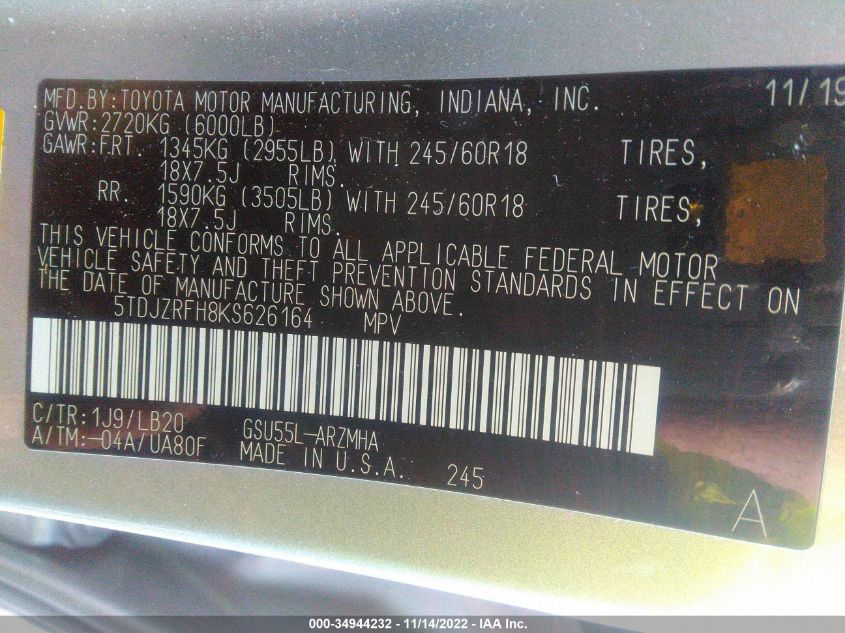 MFD.BY:TOYOTA MOTOR MANUFACTURING, INDIANA, INC. 11/19
GVWR:2720KG (6000LB)
GAWR:FRT. 1345KG (2955LB) WITH 245/60R18 TIRES,
18X7.5J RIMS.
RR. 1590KG (3505LB) WITH 245/60R18 TIRES,
18X7.5J RIMS.
THIS VEHICLE CONFORMS TO ALL APPLICABLE FEDERAL MOTOR
VEHICLE SAFETY AND THEFT PREVENTION STANDARDS IN EFFECT ON
THE DATE OF MANUFACTURE SHOWN ABOVE.
5TDJZRFH8KS626164 MPV
C/TR:1J9/LB20 GSU55L-ARZMHA
A/TM:-04A/UA80F MADE IN U.S.A. 245
A
000-34944232 - 11/14/2022 - IAA Inc.